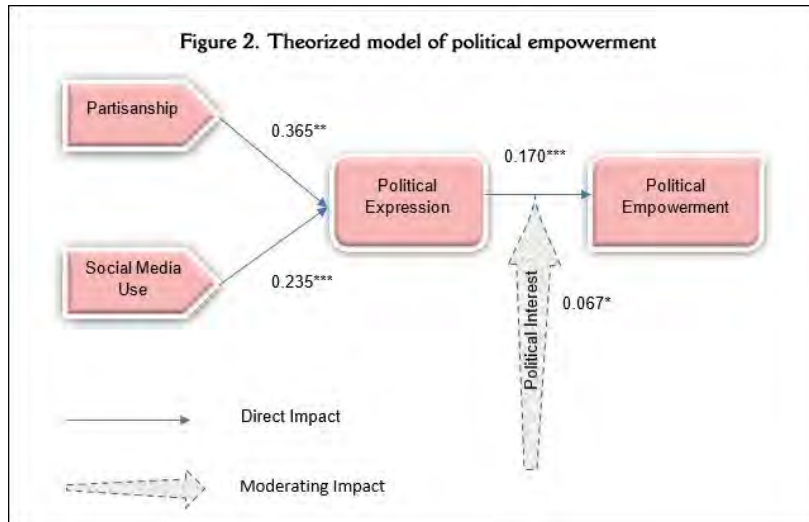 Figure 2. Theorized model of political empowerment
Partisanship
0.365**
0.170***
Political
Expression
Political
Empowerment
Social Media
Use
0.235***
0.067*
Political Interest
Direct Impact
Moderating Impact